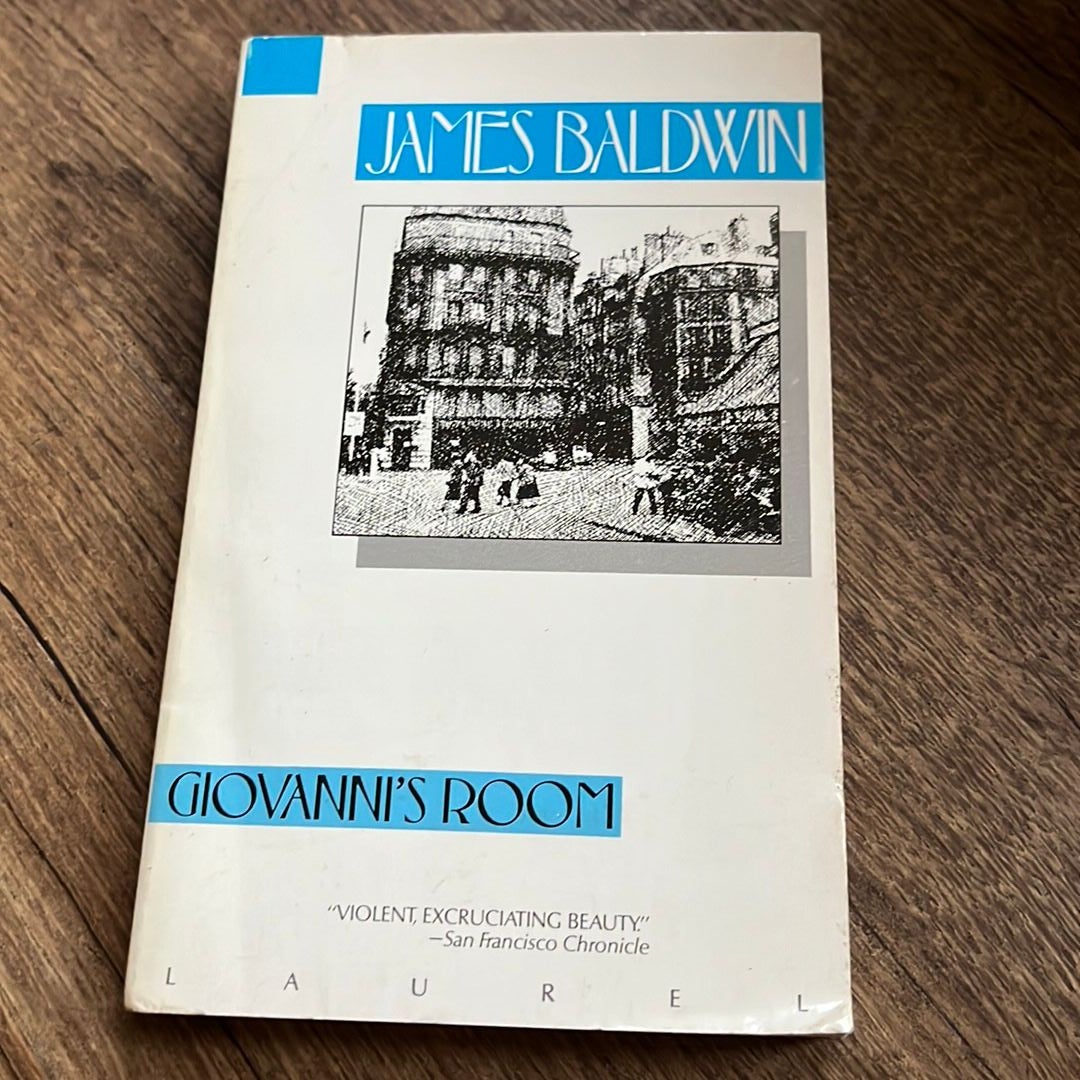 JAMES BALDWIN
GIOVANNI'S ROOM
"VIOLENT, EXCRUCIATING BEAUTY."
—San Francisco Chronicle
L A U R E L